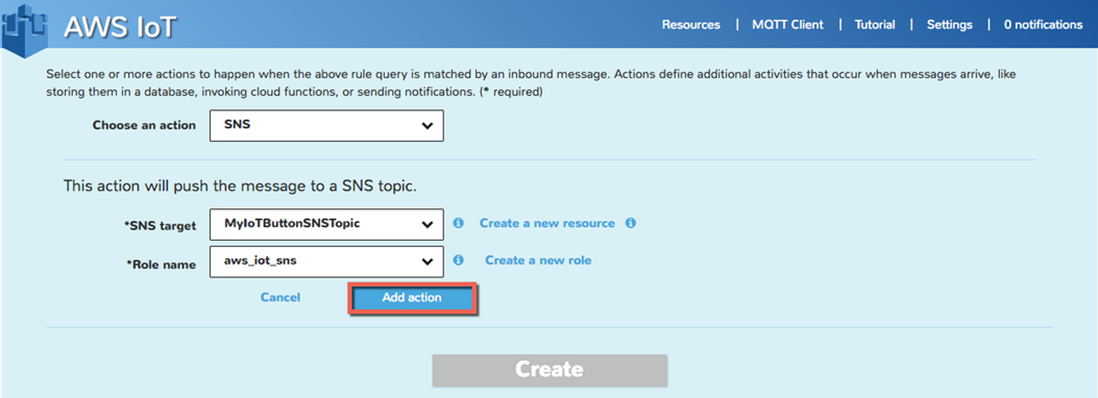 AWS IoT
Resources | MQTT Client | Tutorial | Settings | 0 notifications
Select one or more actions to happen when the above rule query is matched by an inbound message. Actions define additional activities that occur when messages arrive, like
storing them in a database, invoking cloud functions, or sending notifications. (* required)
Choose an action SNS
This action will push the message to a SNS topic.
*SNS target MyIoTButtonSNSTopic Create a new resource
*Role name aws_iot_sns Create a new role
Cancel Add action
Create